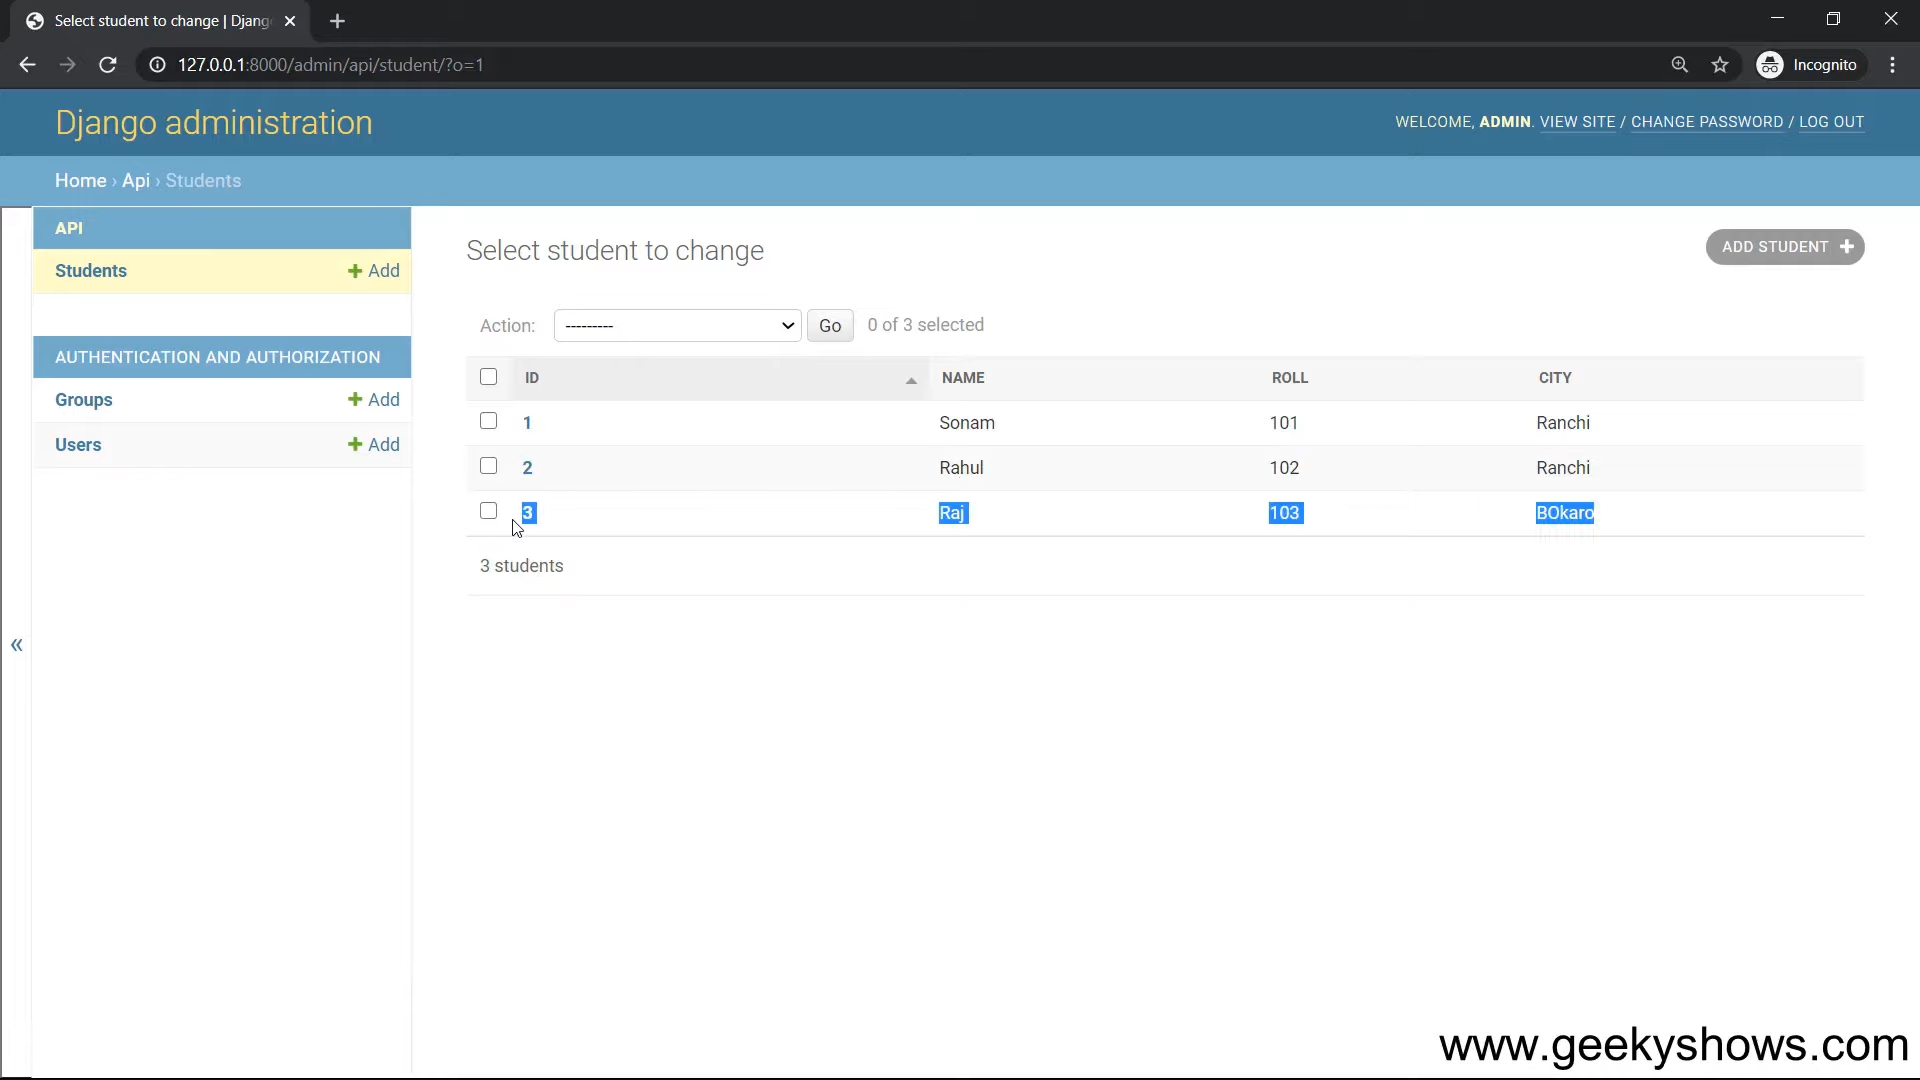 Select student to change | Djang
127.0.0.1:8000/admin/api/student/?o=1
Incognito
Django administration
WELCOME, ADMIN. VIEW SITE / CHANGE PASSWORD / LOG OUT
Home › Api › Students
API
Students + Add
AUTHENTICATION AND AUTHORIZATION
Groups + Add
Users + Add
«
Select student to change
ADD STUDENT +
Action: --------- Go 0 of 3 selected
ID NAME ROLL CITY
1 Sonam 101 Ranchi
2 Rahul 102 Ranchi
3 Raj 103 BOkaro
3 students
www.geekyshows.com